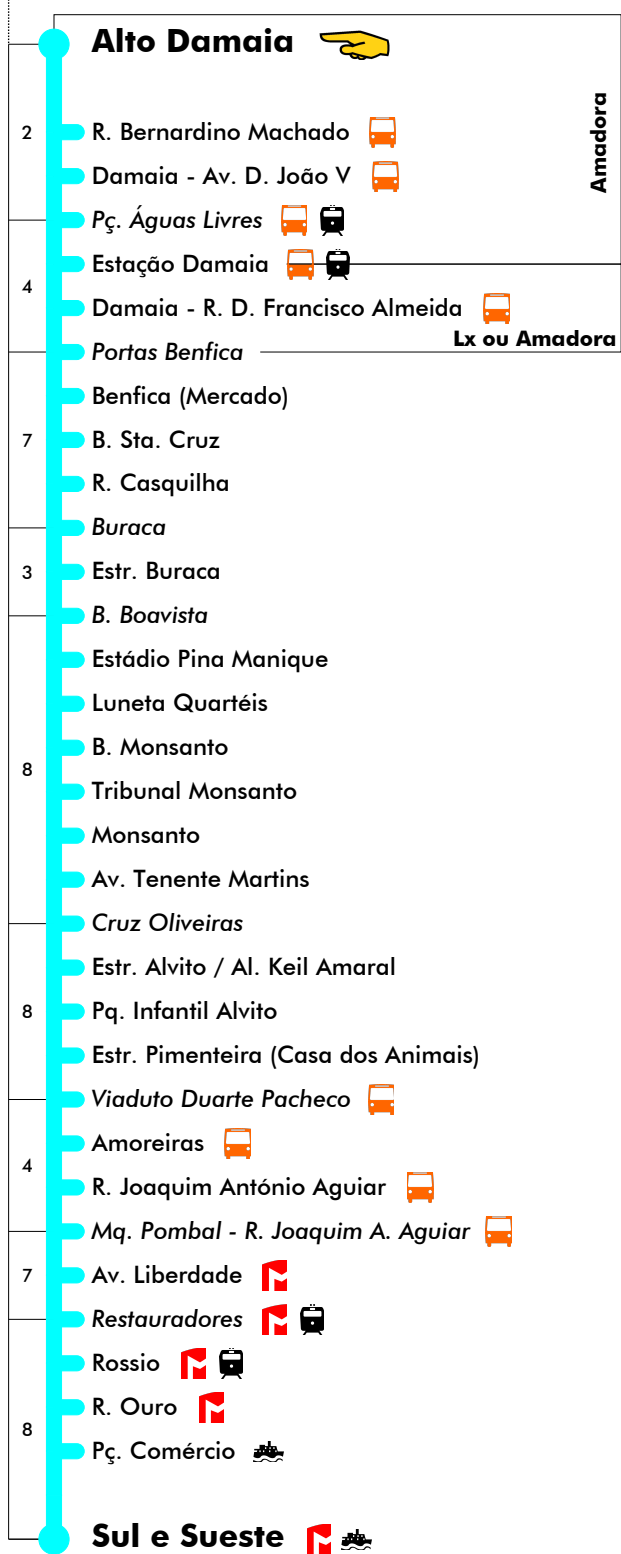 Alto Damaia
Amadora
2
R. Bernardino Machado
Damaia - Av. D. João V
Pç. Águas Livres
Estação Damaia
4
Damaia - R. D. Francisco Almeida
Lx ou Amadora
Portas Benfica
Benfica (Mercado)
7
B. Sta. Cruz
R. Casquilha
Buraca
3
Estr. Buraca
B. Boavista
Estádio Pina Manique
Luneta Quartéis
B. Monsanto
8
Tribunal Monsanto
Monsanto
Av. Tenente Martins
Cruz Oliveiras
Estr. Alvito / Al. Keil Amaral
8
Pq. Infantil Alvito
Estr. Pimenteira (Casa dos Animais)
Viaduto Duarte Pacheco
Amoreiras
4
R. Joaquim António Aguiar
Mq. Pombal - R. Joaquim A. Aguiar
7
Av. Liberdade
Restauradores
Rossio
R. Ouro
8
Pç. Comércio
Sul e Sueste